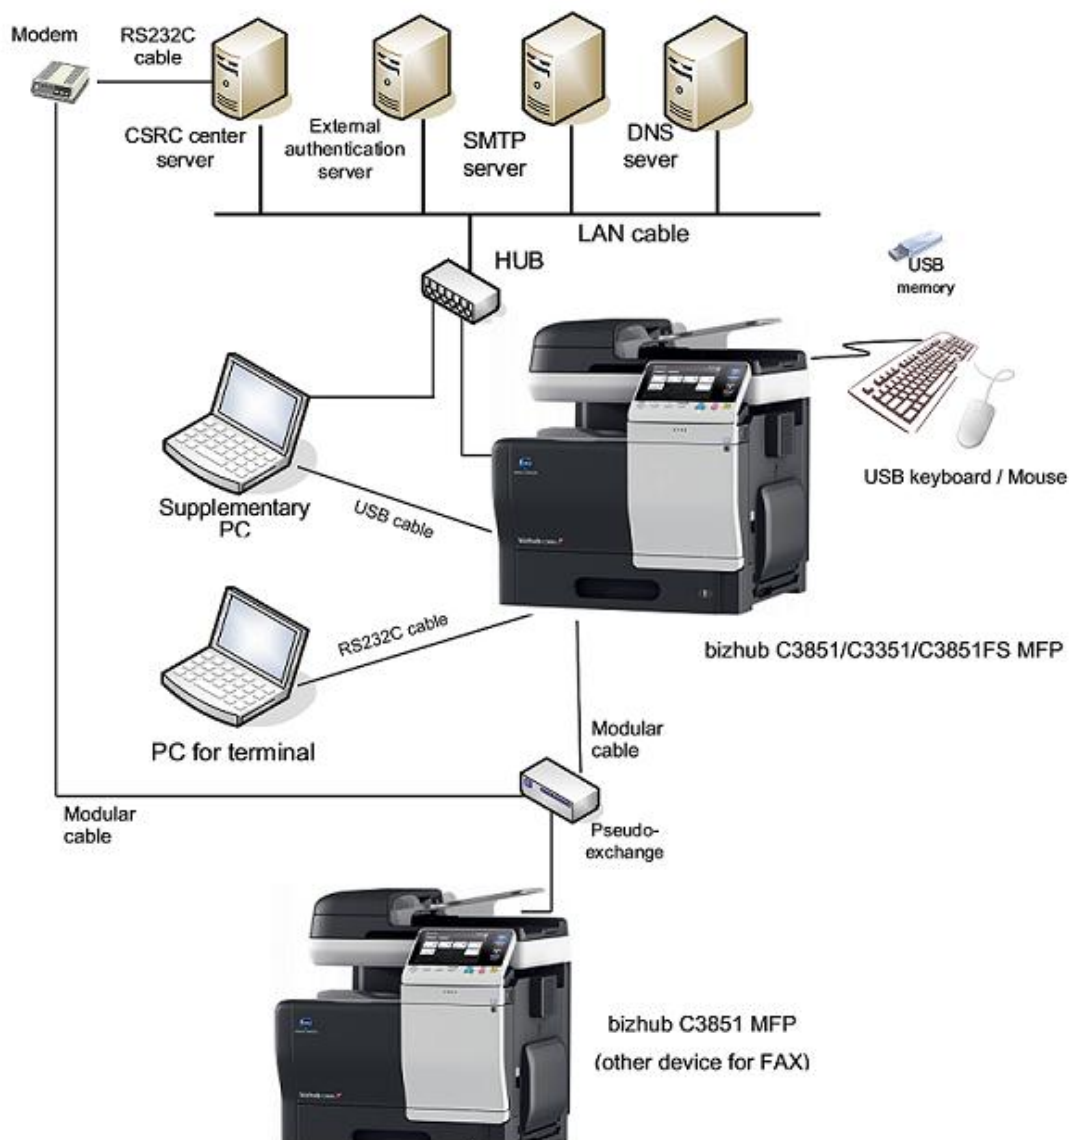 Modem
RS232C
cable
CSRC center
server
External
authentication
server
SMTP
server
DNS
sever
LAN cable
HUB
USB
memory
USB keyboard / Mouse
Supplementary
PC
USB cable
bizhub C3851/C3351/C3851FS MFP
RS232C cable
PC for terminal
Modular
cable
Modular
cable
Pseudo-
exchange
bizhub C3851 MFP
(other device for FAX)